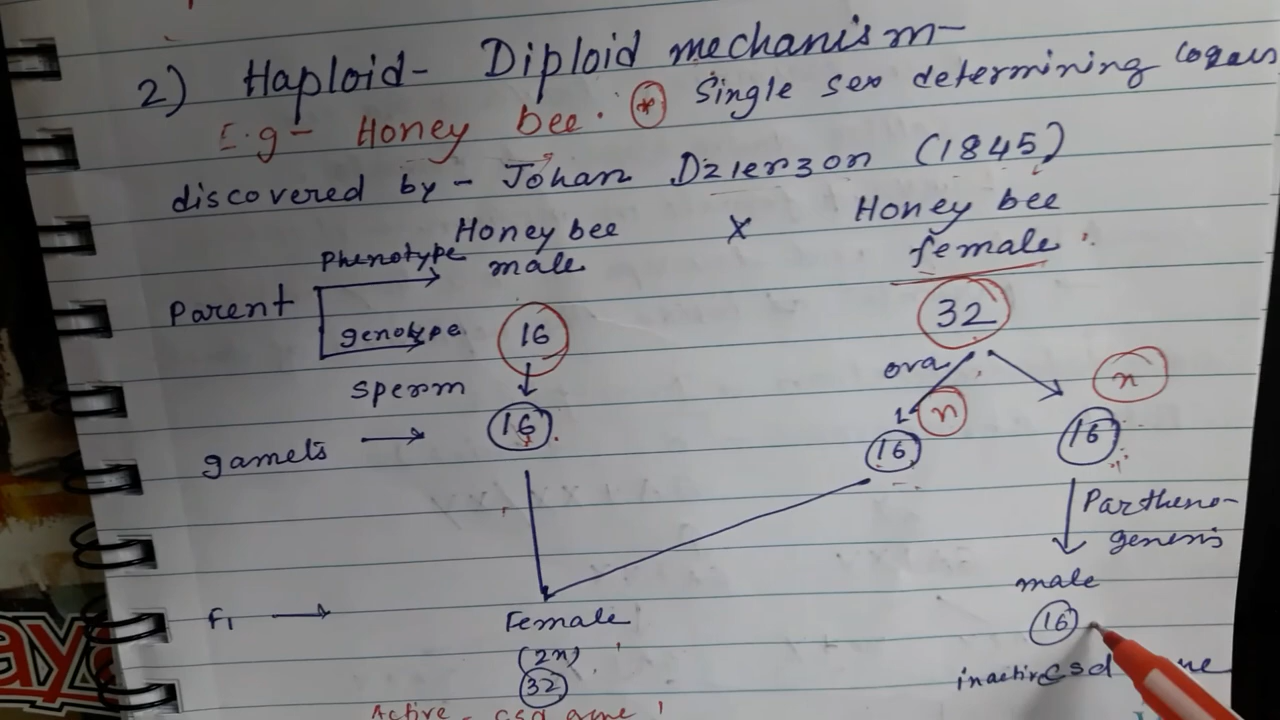 2) Haploid- Diploid mechanism-
E.g - Honey bee. * Single sex determining
discovered by - Johan Dzierzon (1845)
Honey bee male X Honey bee female
Parent
Phenotype
genotype 16 32
sperm ova
n n
gamets → 16 16 16
Partheno-
genesis
male
F1 → Female 16
(2n)
32 inactive csd
Active - csd gene